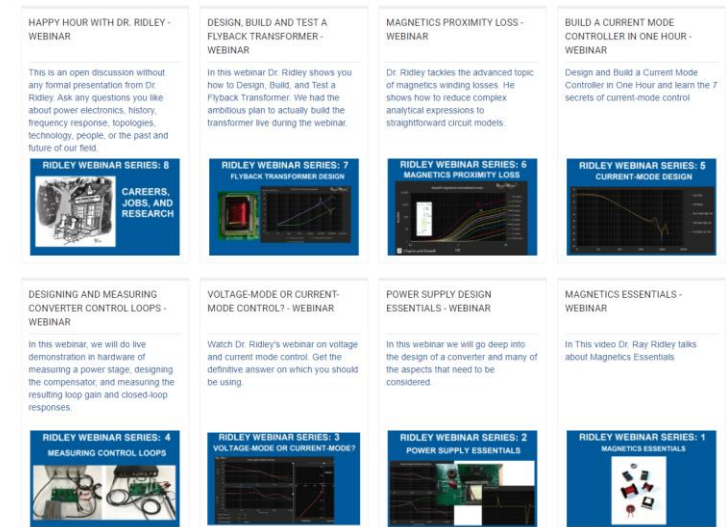 HAPPY HOUR WITH DR. RIDLEY -
WEBINAR
This is an open discussion without
any formal presentation from Dr.
Ridley. Ask any questions you like
about power electronics, history,
frequency response, topologies,
technology, people, or the past and
future of our field.
RIDLEY WEBINAR SERIES: 8
CAREERS,
JOBS, AND
RESEARCH
DESIGN, BUILD AND TEST A
FLYBACK TRANSFORMER -
WEBINAR
In this webinar Dr. Ridley shows you
how to Design, Build, and Test a
Flyback Transformer. We had the
ambitious plan to actually build the
transformer live during the webinar.
RIDLEY WEBINAR SERIES: 7
FLYBACK TRANSFORMER DESIGN
MAGNETICS PROXIMITY LOSS -
WEBINAR
Dr. Ridley tackles the advanced topic
of magnetics winding losses. He
shows how to reduce complex
analytical expressions to
straightforward circuit models.
RIDLEY WEBINAR SERIES: 6
MAGNETICS PROXIMITY LOSS
BUILD A CURRENT MODE
CONTROLLER IN ONE HOUR -
WEBINAR
Design and Build a Current Mode
Controller in One Hour and learn the 7
secrets of current-mode control
RIDLEY WEBINAR SERIES: 5
CURRENT-MODE DESIGN
DESIGNING AND MEASURING
CONVERTER CONTROL LOOPS -
WEBINAR
In this webinar, we will do live
demonstration in hardware of
measuring a power stage, designing
the compensator, and measuring the
resulting loop gain and closed-loop
responses.
RIDLEY WEBINAR SERIES: 4
MEASURING CONTROL LOOPS
VOLTAGE-MODE OR CURRENT-
MODE CONTROL? - WEBINAR
Watch Dr. Ridley's webinar on voltage
and current mode control. Get the
definitive answer on which you should
be using.
RIDLEY WEBINAR SERIES: 3
VOLTAGE-MODE OR CURRENT-MODE?
POWER SUPPLY DESIGN
ESSENTIALS - WEBINAR
In this webinar we will go deep into
the design of a converter and many of
the aspects that need to be
considered.
RIDLEY WEBINAR SERIES: 2
POWER SUPPLY ESSENTIALS
MAGNETICS ESSENTIALS -
WEBINAR
In This video Dr. Ray Ridley talks
about Magnetics Essentials
RIDLEY WEBINAR SERIES: 1
MAGNETICS ESSENTIALS